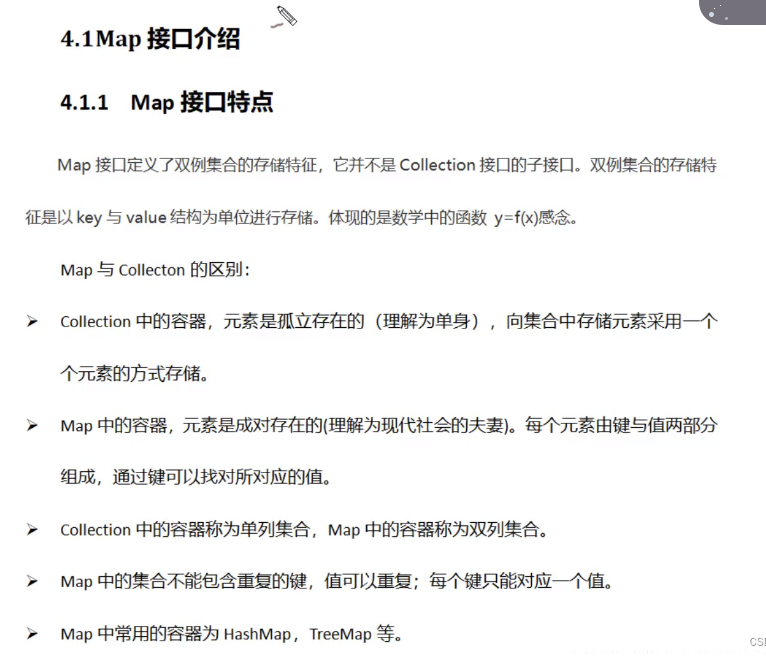 4.1Map 接口介绍
4.1.1 Map 接口特点
Map 接口定义了双例集合的存储特征，它并不是 Collection 接口的子接口。双例集合的存储特
征是以 key 与 value 结构为单位进行存储。体现的是数学中的函数 y=f(x)感念。
Map 与 Collecton 的区别：
➢ Collection 中的容器，元素是孤立存在的（理解为单身），向集合中存储元素采用一个
个元素的方式存储。
➢ Map 中的容器，元素是成对存在的(理解为现代社会的夫妻)。每个元素由键与值两部分
组成，通过键可以找对所对应的值。
➢ Collection 中的容器称为单列集合，Map 中的容器称为双列集合。
➢ Map 中的集合不能包含重复的键，值可以重复；每个键只能对应一个值。
➢ Map 中常用的容器为 HashMap，TreeMap 等。